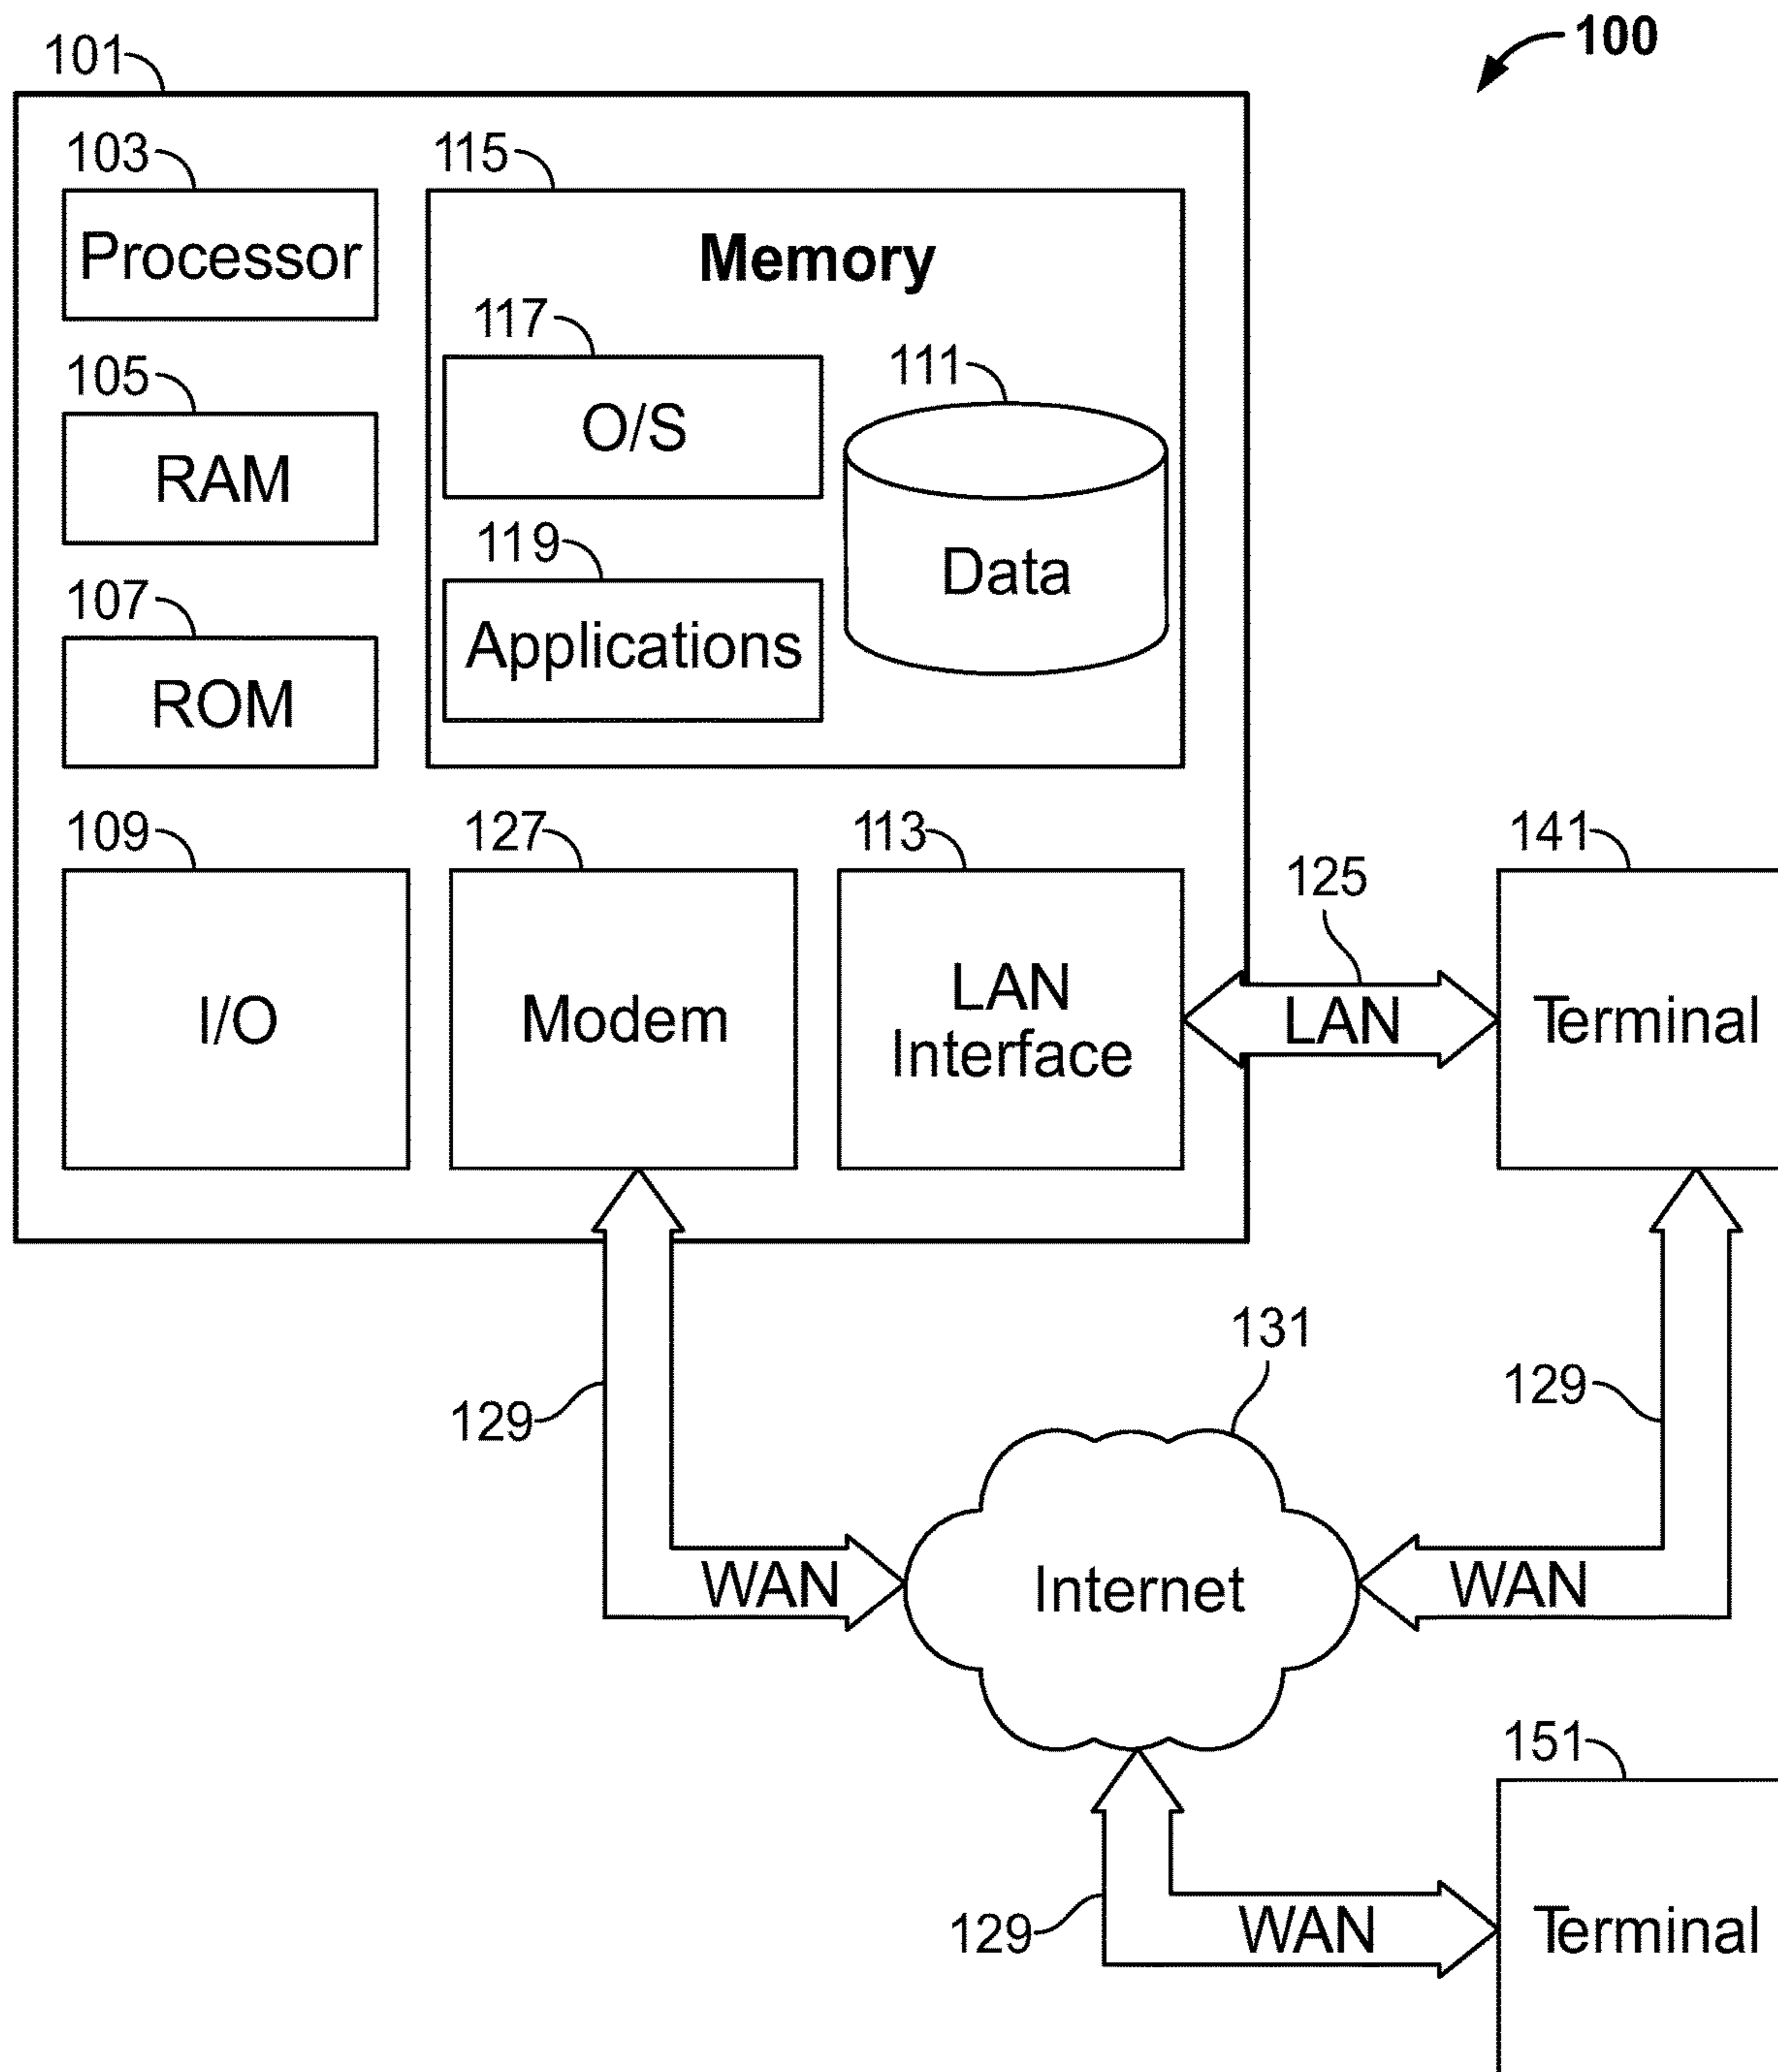 100
101
103
Processor
115
Memory
117
O/S
111
Data
105
RAM
119
Applications
107
ROM
109
I/O
127
Modem
113
LAN
Interface
125
LAN
141
Terminal
129
WAN
131
Internet
129
WAN
129
WAN
151
Terminal